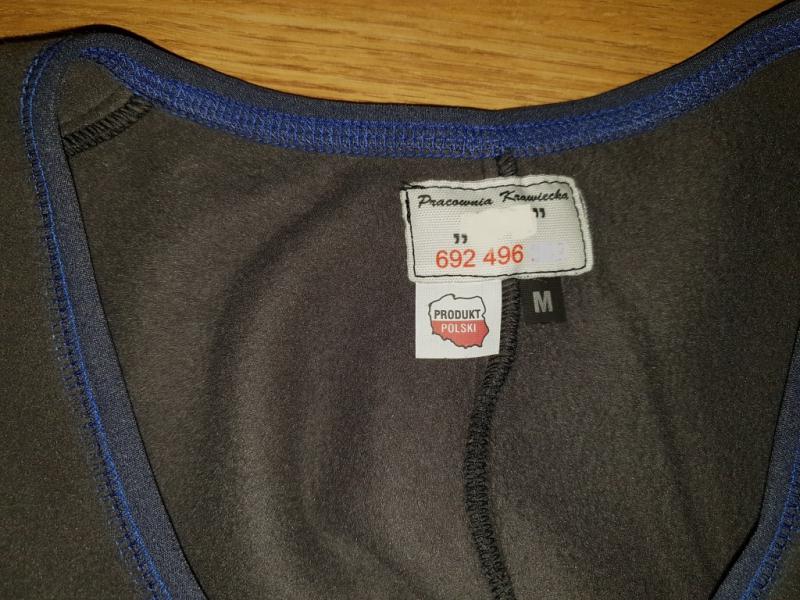 Pracownia Krawiecka
„ ”
692 496
PRODUKT
POLSKI
M